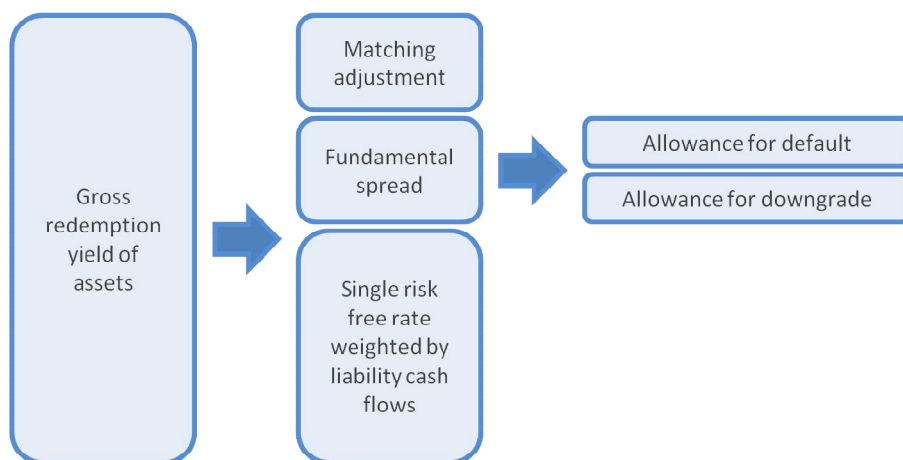 Gross
redemption
yield of
assets
Matching
adjustment
Fundamental
spread
Single risk
free rate
weighted by
liability cash
flows
Allowance for default
Allowance for downgrade